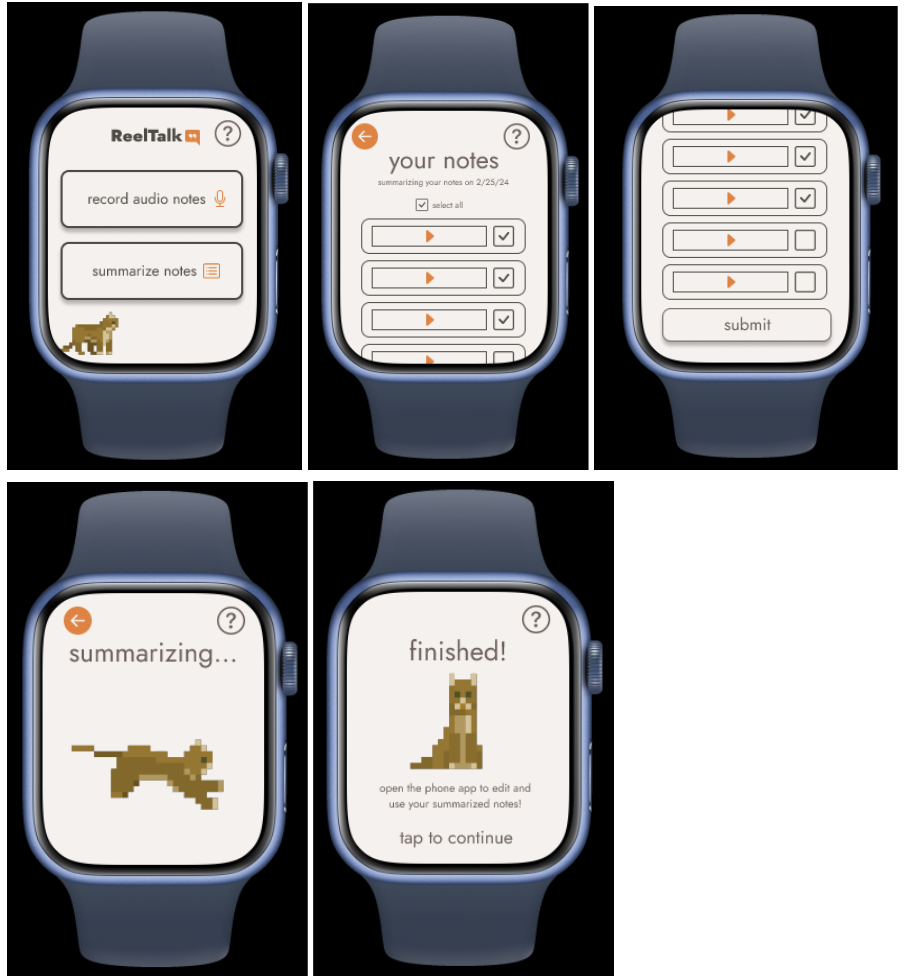 ReelTalk
?
record audio notes
summarize notes
?
your notes
summarizing your notes on 2/25/24
select all
submit
?
summarizing...
?
finished!
open the phone app to edit and
use your summarized notes!
tap to continue